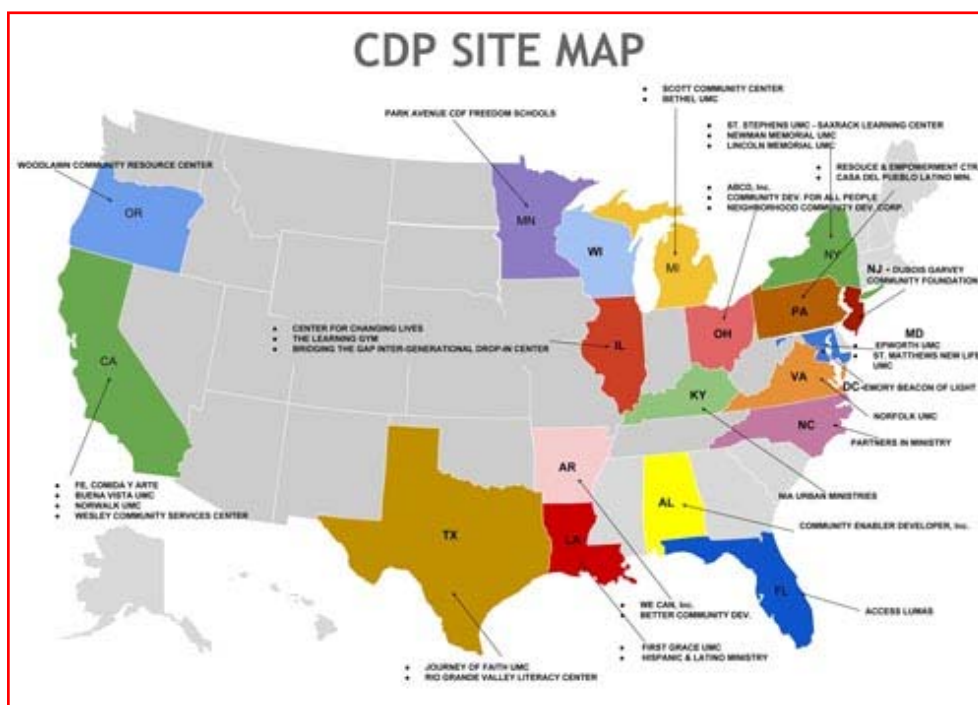 CDP SITE MAP
SCOTT COMMUNITY CENTER
BETHEL UMC
PARK AVENUE CDF FREEDOM SCHOOLS
ST. STEPHENS UMC - SAXRACK LEARNING CENTER
NEWMAN MEMORIAL UMC
LINCOLN MEMORIAL UMC
WOODLAWN COMMUNITY RESOURCE CENTER
RESOUCE & EMPOWERMENT CTR
CASA DEL PUEBLO LATINO MIN.
ABCD, Inc.
COMMUNITY DEV. FOR ALL PEOPLE
NEIGHBORHOOD COMMUNITY DEV. CORP.
OR
MN
WI
MI
NY
NJ - DUBOIS GARVEY
COMMUNITY FOUNDATION
PA
CENTER FOR CHANGING LIVES
THE LEARNING GYM
BRIDGING THE GAP INTER-GENERATIONAL DROP-IN CENTER
IL
OH
MD
EPWORTH UMC
ST. MATTHEWS NEW LIFE
UMC
CA
VA
DC -EMORY BEACON OF LIGHT
KY
NORFOLK UMC
NC
PARTNERS IN MINISTRY
FE, COMIDA Y ARTE
BUENA VISTA UMC
NORWALK UMC
WESLEY COMMUNITY SERVICES CENTER
AR
NIA URBAN MINISTRIES
AL
COMMUNITY ENABLER DEVELOPER, Inc.
TX
LA
FL
WE CAN, Inc.
BETTER COMMUNITY DEV.
ACCESS LUMAS
FIRST GRACE UMC
HISPANIC & LATINO MINISTRY
JOURNEY OF FAITH UMC
RIO GRANDE VALLEY LITERACY CENTER